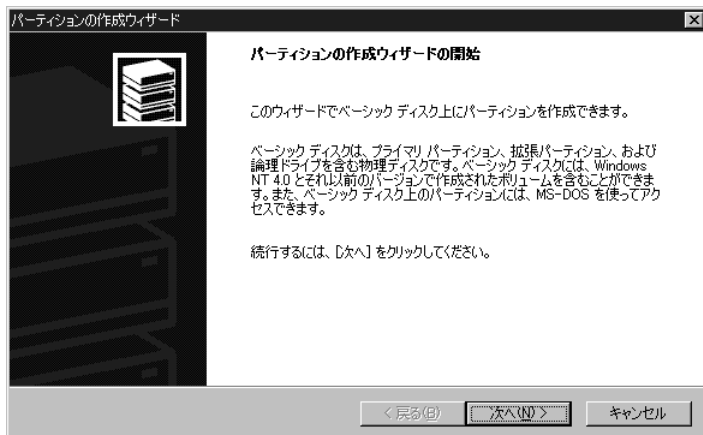 パーティションの作成ウィザード
パーティションの作成ウィザードの開始
このウィザードでベーシック ディスク上にパーティションを作成できます。
ベーシック ディスクは、プライマリ パーティション、拡張パーティション、および
論理ドライブを含む物理ディスクです。ベーシック ディスクには、Windows
NT 4.0 とそれ以前のバージョンで作成されたボリュームを含むことができま
す。また、ベーシック ディスク上のパーティションには、MS-DOS を使ってアク
セスできます。
続行するには、[次へ] をクリックしてください。
< 戻る(B)
次へ(N) >
キャンセル